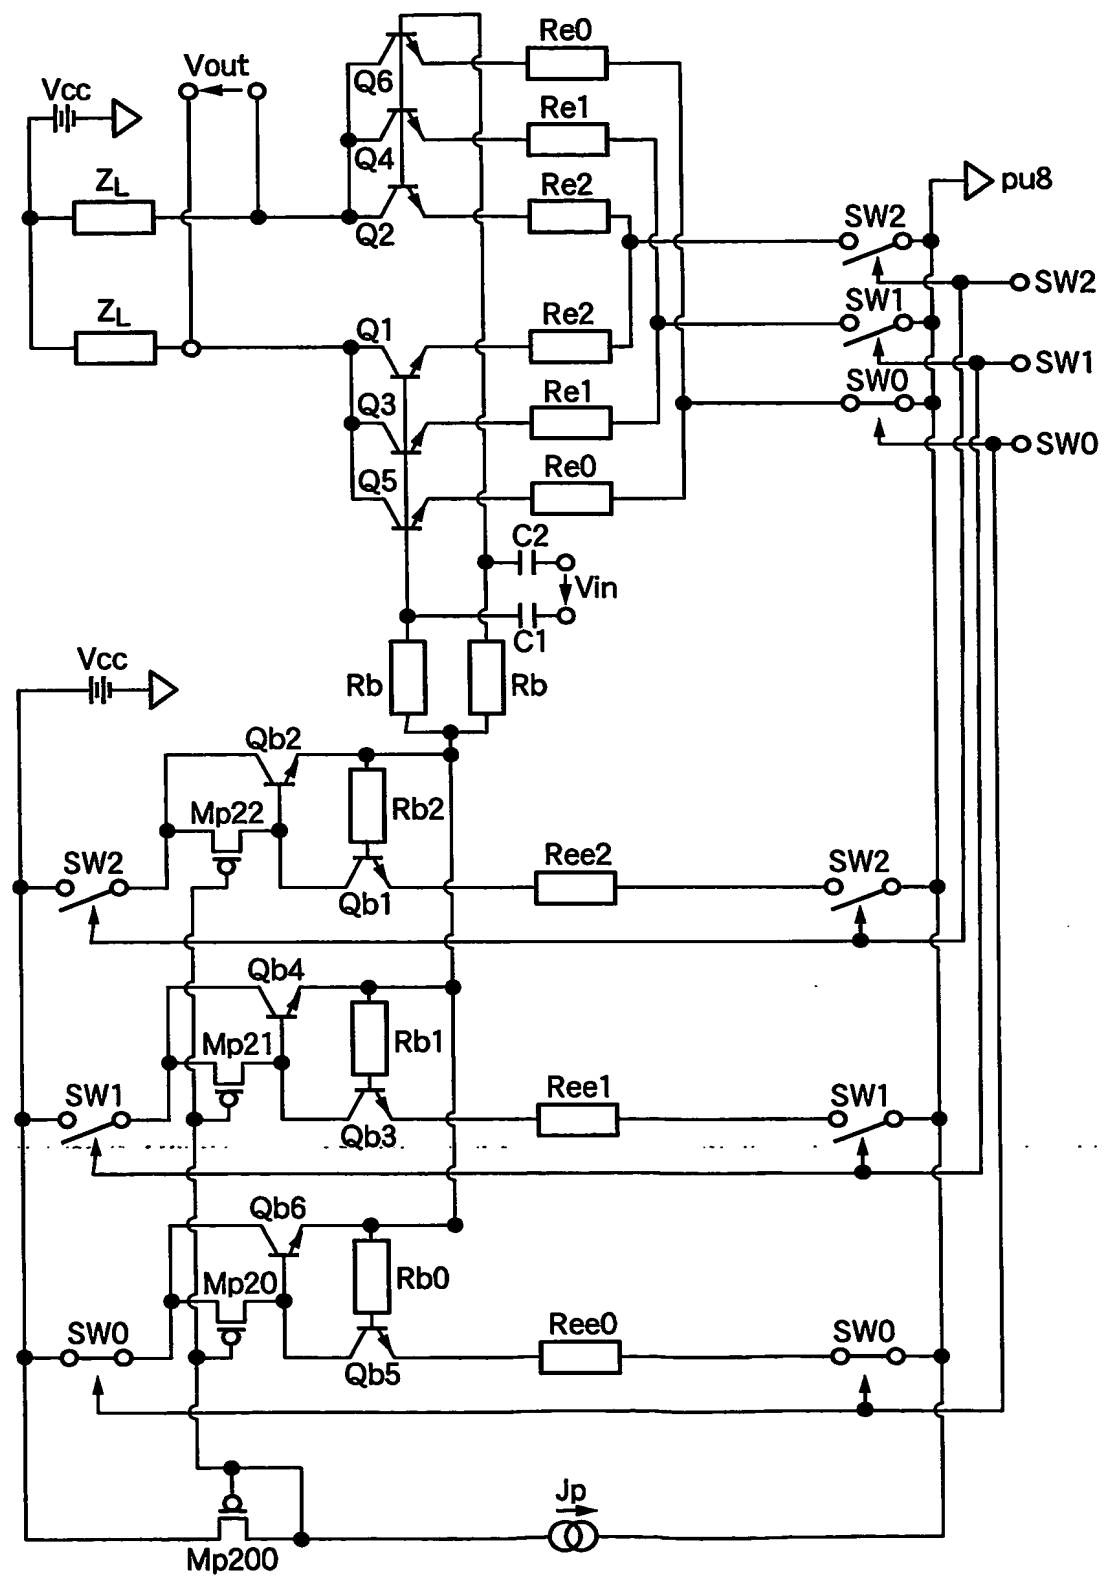 Re0
Q6
Vout
Vcc
Re1
Q4
ZL
Re2
Q2
pu8
SW2
SW2
ZL
Q1
Re2
SW1
SW1
Q3
Re1
SW0
SW0
Q5
Re0
C2
Vin
C1
Vcc
Rb
Rb
Qb2
Mp22
Rb2
SW2
Ree2
SW2
Qb1
Qb4
Mp21
Rb1
SW1
Ree1
SW1
Qb3
Qb6
Mp20
Rb0
SW0
Ree0
SW0
Qb5
Jp
Mp200